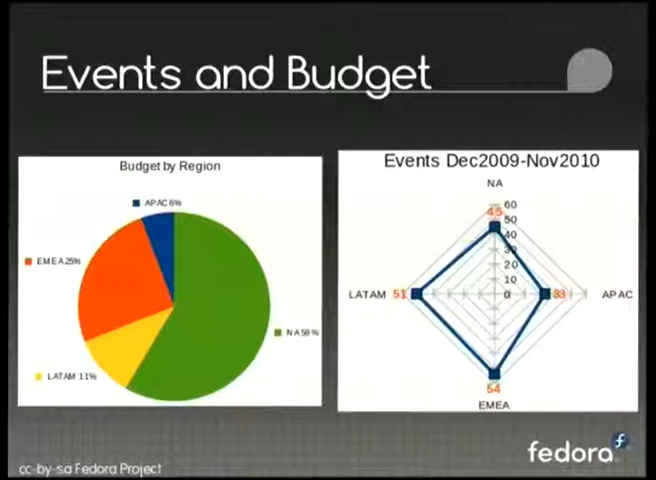 Events and Budget
Budget by Region
APAC 6%
EMEA 25%
NA 58%
LATAM 11%
Events Dec2009-Nov2010
NA
60
45
50
40
30
20
10
0
LATAM 51
33 APAC
54
EMEA
fedora
cc-by-sa Fedora Project